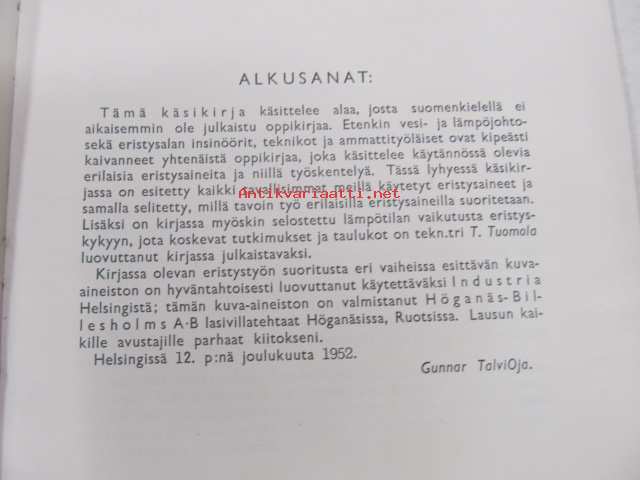 ALKUSANAT:
Tämä käsikirja käsittelee alaa, josta suomenkielellä ei
aikaisemmin ole julkaistu oppikirjaa. Etenkin vesi- ja lämpöjohto-
sekä eristysalan insinöörit, teknikot ja ammattityöläiset ovat kipeästi
kaivanneet yhtenäistä oppikirjaa, joka käsittelee käytännössä olevia
erilaisia eristysaineita ja niillä työskentelyä. Tässä lyhyessä käsikir-
jassa on esitetty kaikki tavallisimmat meillä käytetyt eristysaineet ja
Antikvariaatti.net
samalla selitetty, millä tavoin työ erilaisilla eristysaineilla suoritetaan.
Lisäksi on kirjassa myöskin selostettu lämpötilan vaikutusta eristys-
kykyyn, jota koskevat tutkimukset ja taulukot on tekn.tri T. Tuomola
luovuttanut kirjassa julkaistavaksi.
Kirjassa olevan eristystyön suoritusta eri vaiheissa esittävän kuva-
aineiston on hyväntahtoisesti luovuttanut käytettäväksi Industria
Helsingistä; tämän kuva-aineiston on valmistanut Höganäs-Bil-
lesholms A-B lasivillatehtaat Höganäsissa, Ruotsissa. Lausun kai-
kille avustajille parhaat kiitokseni.
Helsingissä 12. p:nä joulukuuta 1952.
Gunnar TalviOja.